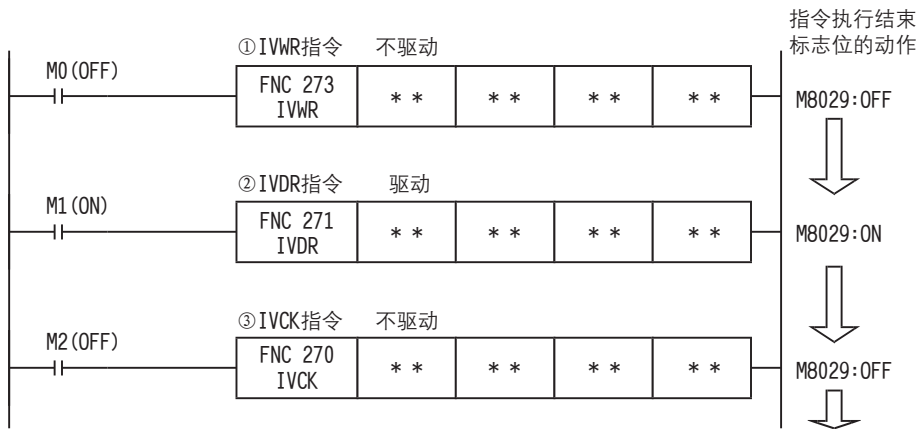 指令执行结束
标志位的动作
①IVWR指令 不驱动
M0(OFF)
FNC 273
IVWR
** ** ** **
M8029:OFF
②IVDR指令 驱动
M1(ON)
FNC 271
IVDR
** ** ** **
M8029:ON
③IVCK指令 不驱动
M2(OFF)
FNC 270
IVCK
** ** ** **
M8029:OFF